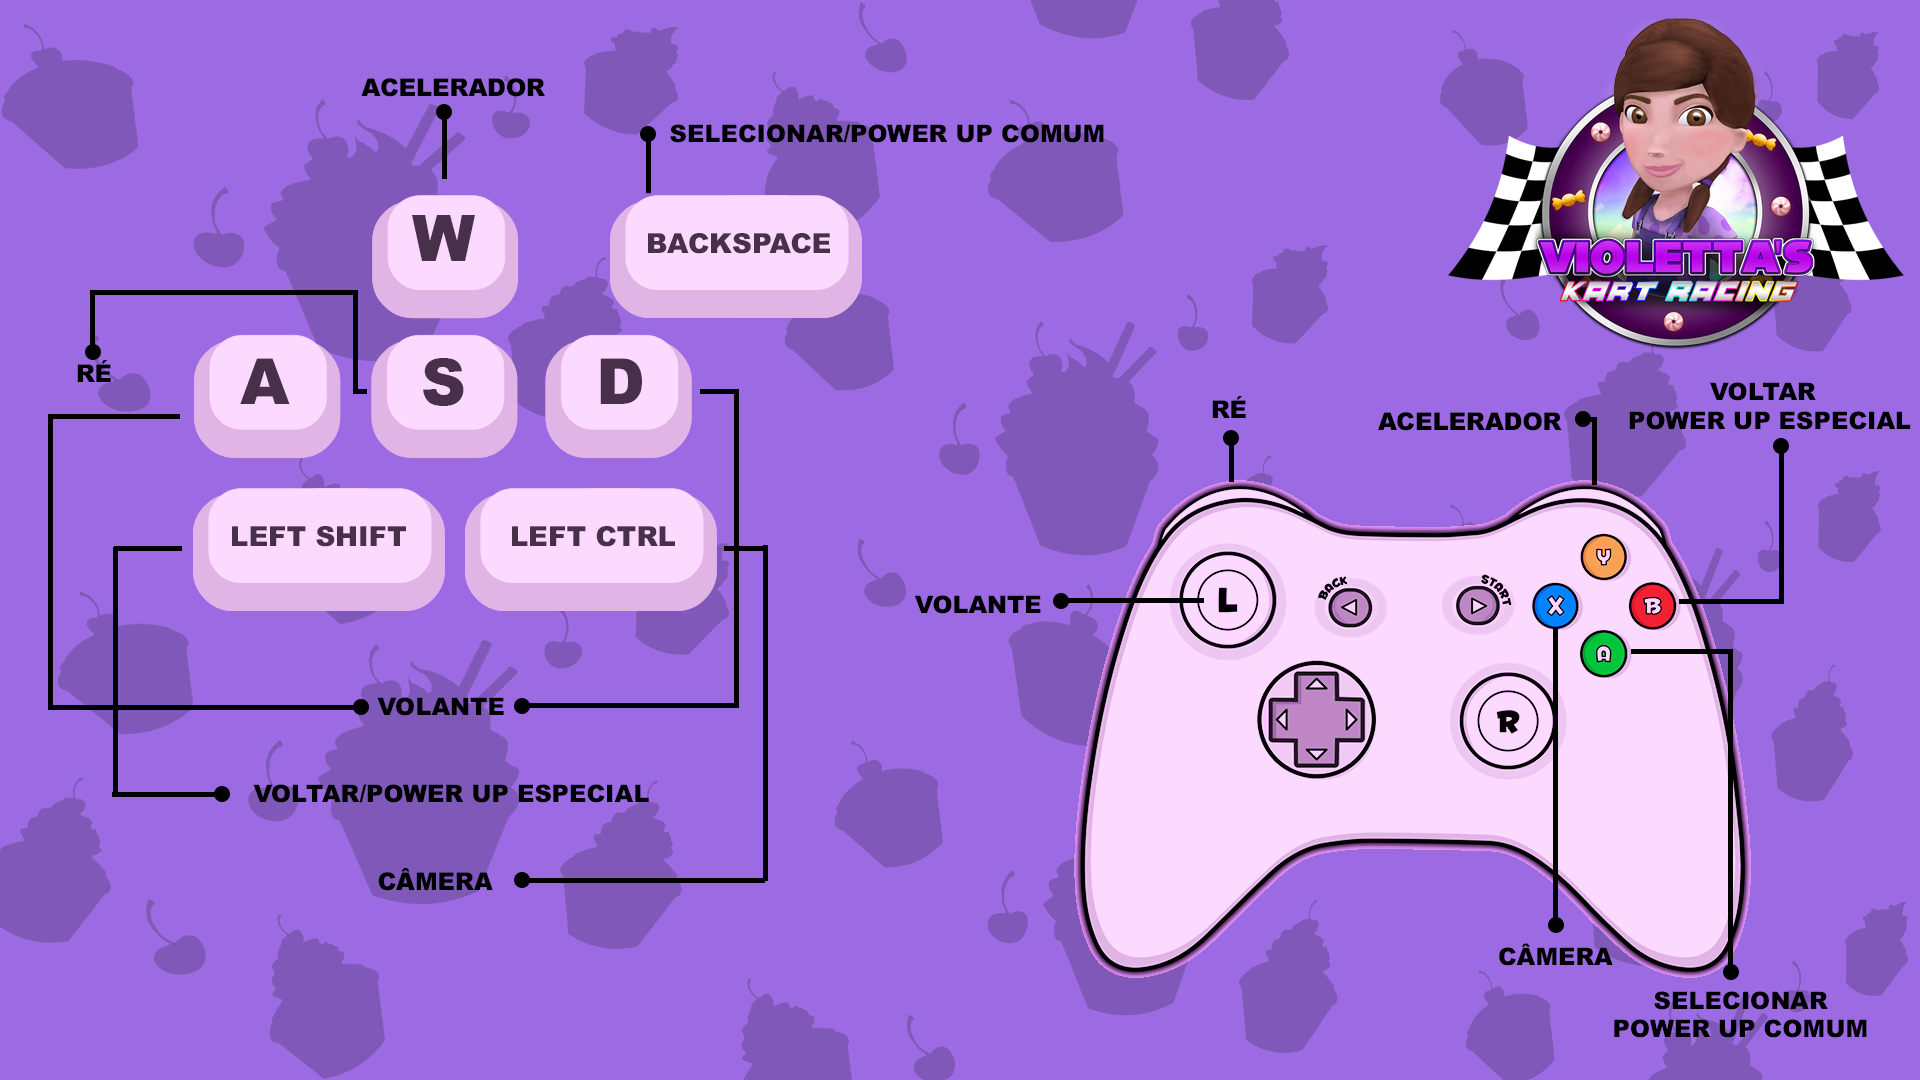 ACELERADOR
SELECIONAR/POWER UP COMUM
W
BACKSPACE
RÉ
A
S
D
LEFT SHIFT
LEFT CTRL
VOLANTE
VOLTAR/POWER UP ESPECIAL
CÂMERA
VIOLETTA'S
KART RACING
RÉ
ACELERADOR
VOLTAR
POWER UP ESPECIAL
VOLANTE
L
BACK
START
Y
X
B
A
R
CÂMERA
SELECIONAR
POWER UP COMUM